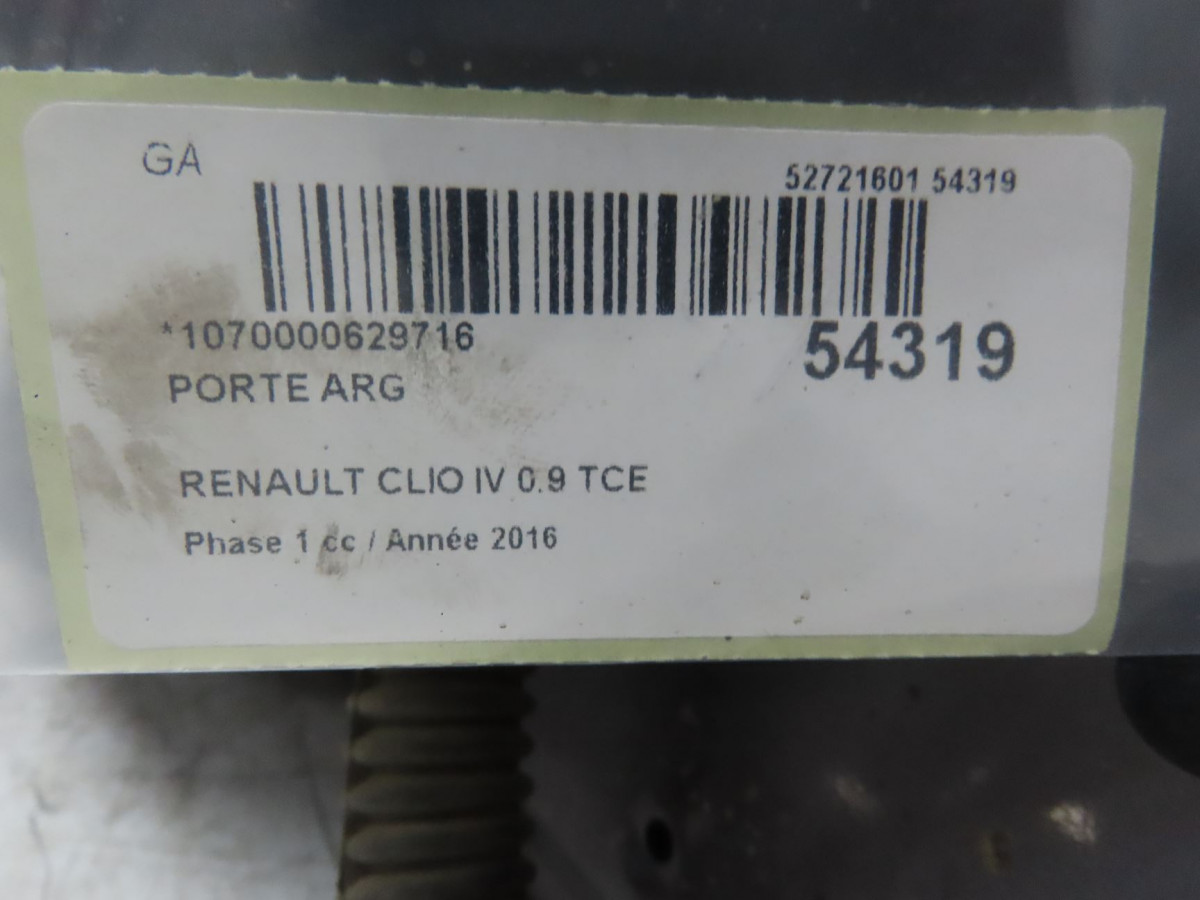 GA
52721601 54319
*1070000629716
54319
PORTE ARG
RENAULT CLIO IV 0.9 TCE
Phase 1 cc / Année 2016